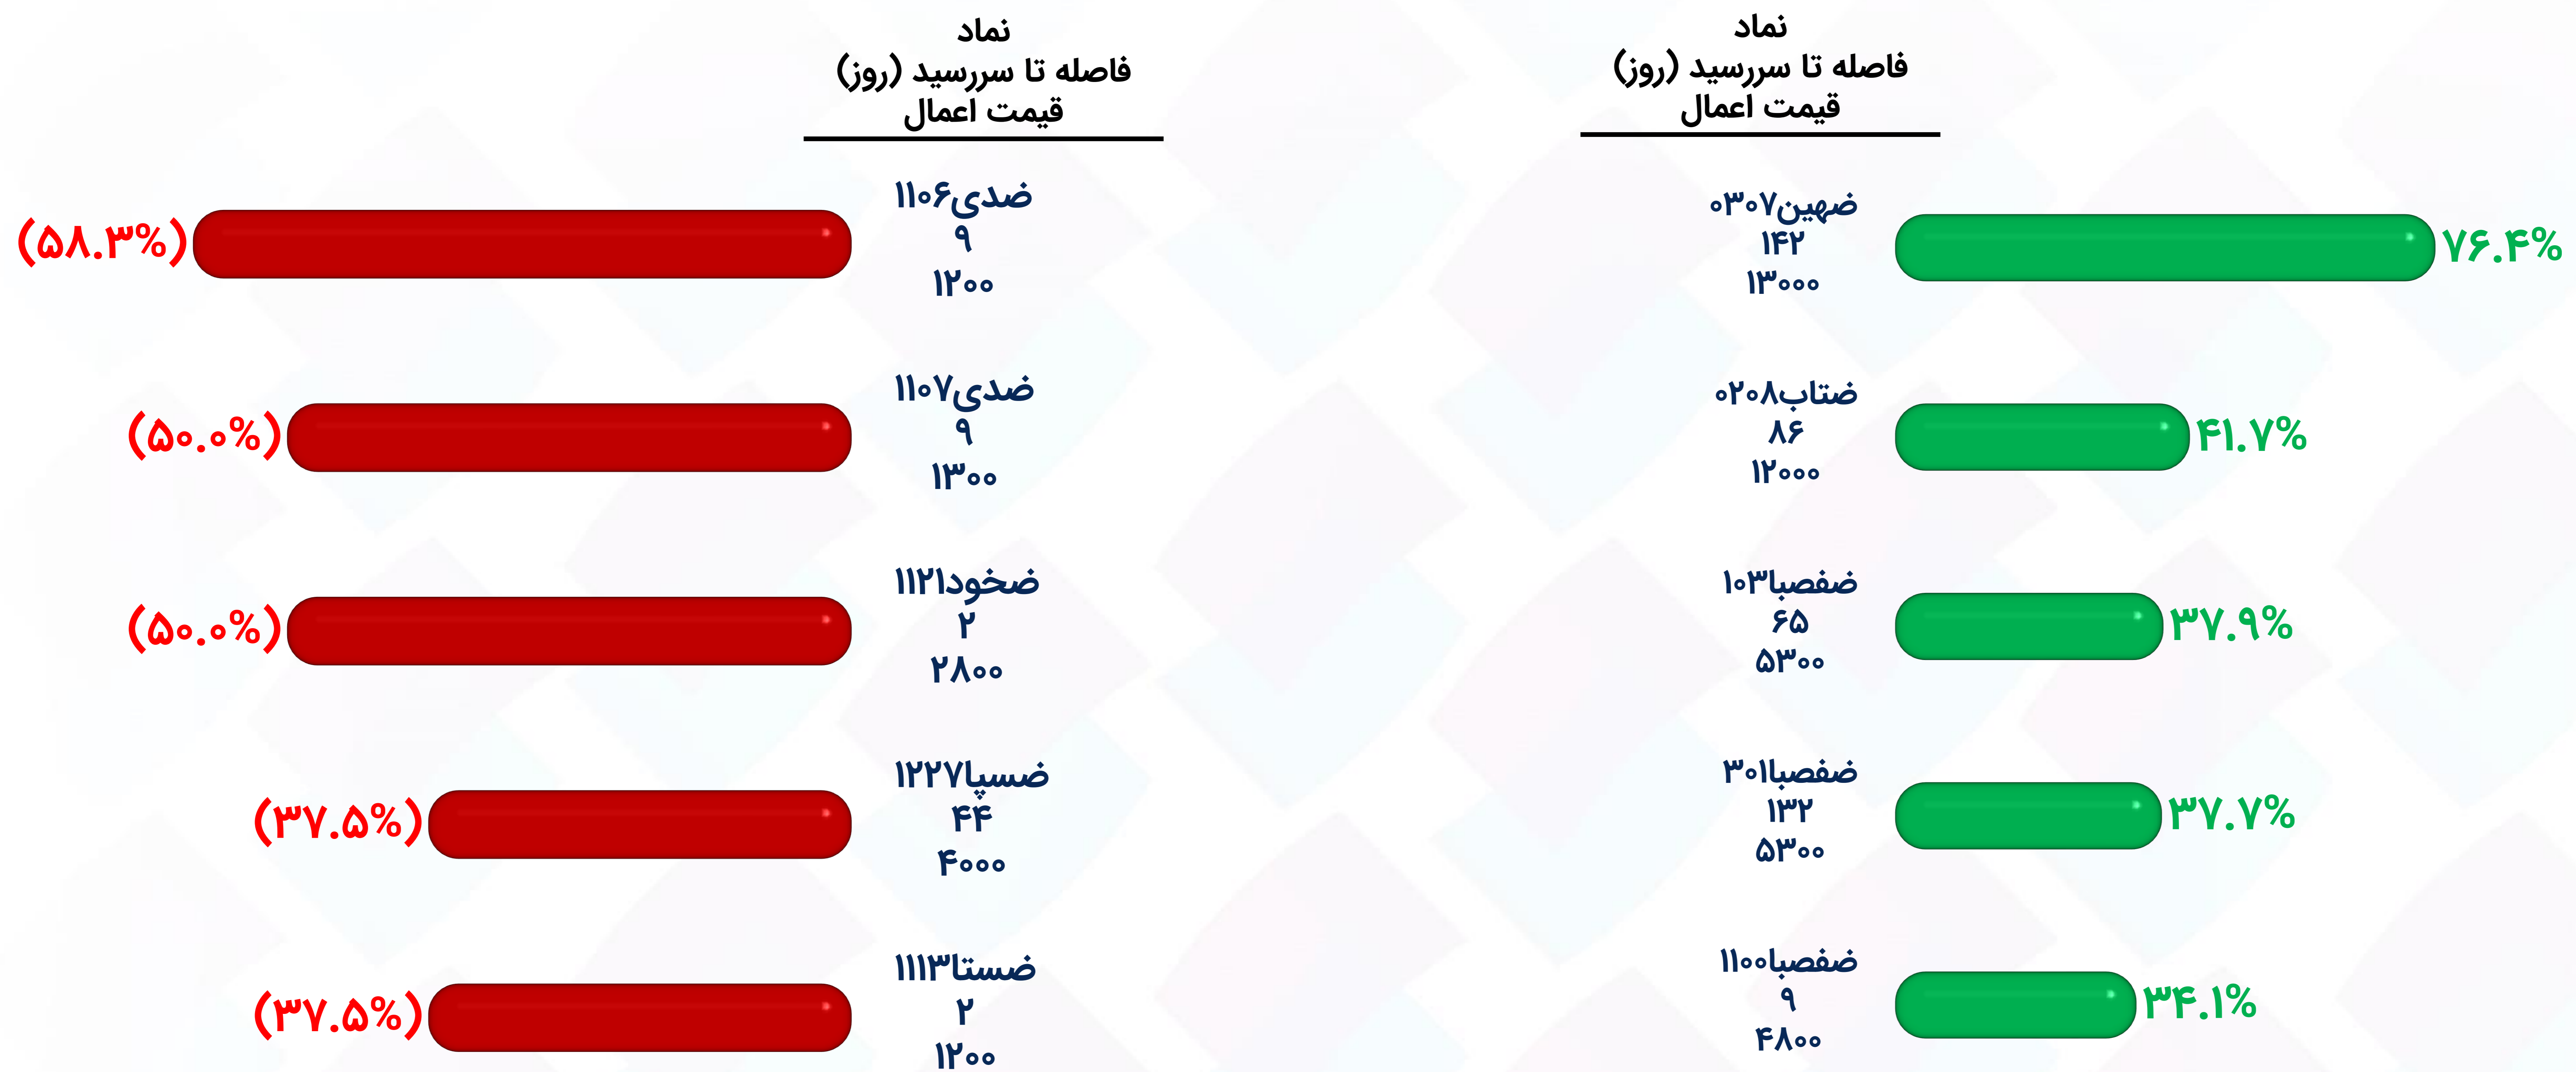 نماد
فاصله تا سررسید (روز)
قیمت اعمال
ضهین۰۳۰۷
۱۴۲
۱۳۰۰۰
۷۶.۴%
ضتاب۰۲۰۸
۸۶
۱۲۰۰۰
۴۱.۷%
ضفصبا۱۰۳
۶۵
۵۳۰۰
۳۷.۹%
ضفصبا۳۰۱
۱۳۲
۵۳۰۰
۳۷.۷%
ضفصبا۱۱۰۰
۹
۴۸۰۰
۳۴.۱%
نماد
فاصله تا سررسید (روز)
قیمت اعمال
ضدی۱۱۰۶
۹
۱۲۰۰
(۵۸.۳%)
ضدی۱۱۰۷
۹
۱۳۰۰
(۵۰.۰%)
ضخود۱۱۲۱
۲
۲۸۰۰
(۵۰.۰%)
ضسپا۱۲۲۷
۴۴
۴۰۰۰
(۳۷.۵%)
ضستا۱۱۱۳
۲
۱۲۰۰
(۳۷.۵%)